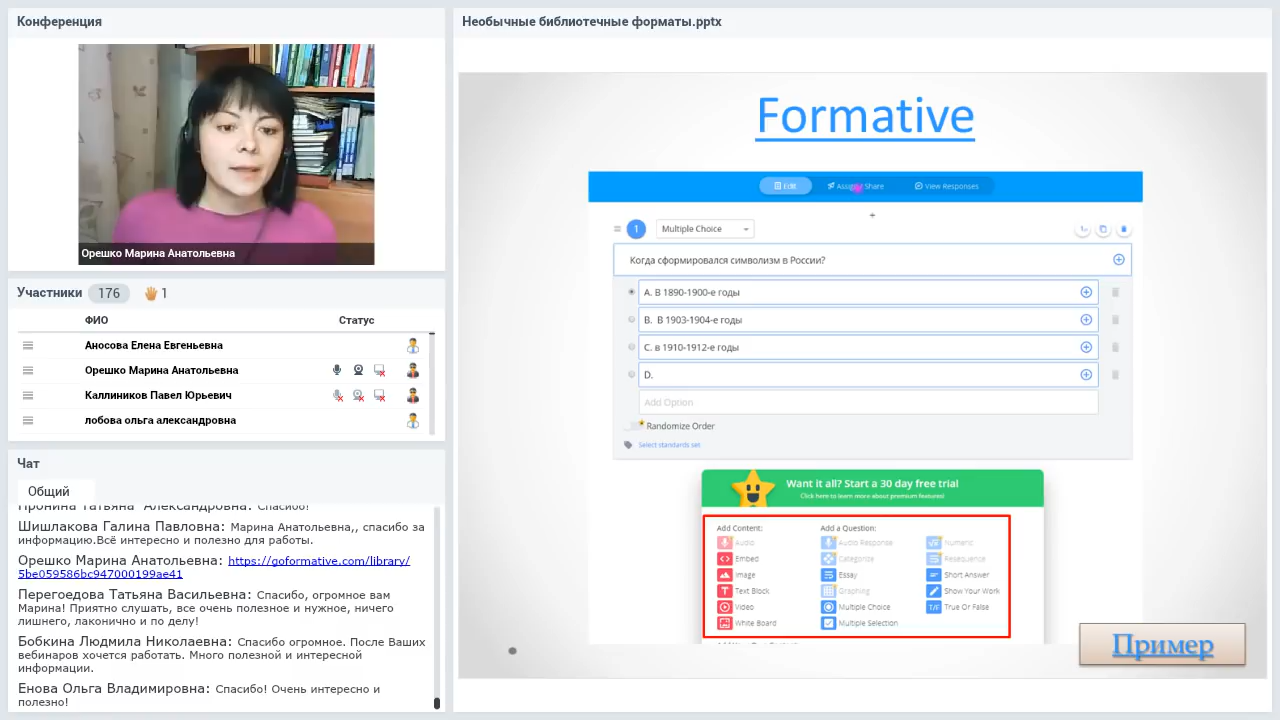 Конференция
Орешко Марина Анатольевна
Участники 176 1
ФИО Статус
Аносова Елена Евгеньевна
Орешко Марина Анатольевна
Каллиников Павел Юрьевич
лобова ольга александровна
Чат
Общий
Пронина Татьяна Александровна: Спасибо!
Шишлакова Галина Павловна: Марина Анатольевна,, спасибо за
информацию.Всё интересно и полезно для работы.
Орешко Марина Анатольевна: https://goformative.com/library/
5be059586bc947000199ae41
Перегоедова Татьяна Васильевна: Спасибо, огромное вам
Марина! Приятно слушать, все очень полезное и нужное, ничего
лишнего, лаконично и по делу!
Бобкина Людмила Николаевна: Спасибо огромное. После Ваших
вебинаров хочется работать. Много полезной и интересной
информации.
Енова Ольга Владимировна: Спасибо! Очень интересно и
полезно!
Необычные библиотечные форматы.pptx
Formative
Edit Assign Share View Responses
1 Multiple Choice
Когда сформировался символизм в России?
A. В 1890-1900-е годы
B. В 1903-1904-е годы
C. в 1910-1912-е годы
D.
Add Option
Randomize Order
Select standards set
Want it all? Start a 30 day free trial
Click here to learn more about premium features!
Add Content: Add a Question:
Audio Audio Response Numeric
Embed Categorize Resequence
Image Essay Short Answer
Text Block Graphing Show Your Work
Video Multiple Choice True Or False
White Board Multiple Selection
Пример